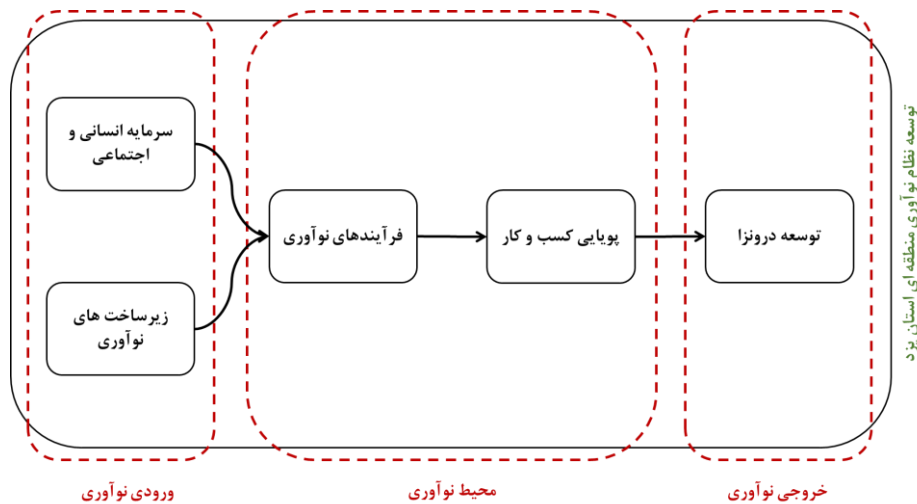 سرمایه انسانی و
اجتماعی
زیرساخت های
نوآوری
فرآیندهای نوآوری
پویایی کسب و کار
توسعه درونزا
توسعه نظام نوآوری منطقه ای استان یزد
ورودی نوآوری
محیط نوآوری
خروجی نوآوری